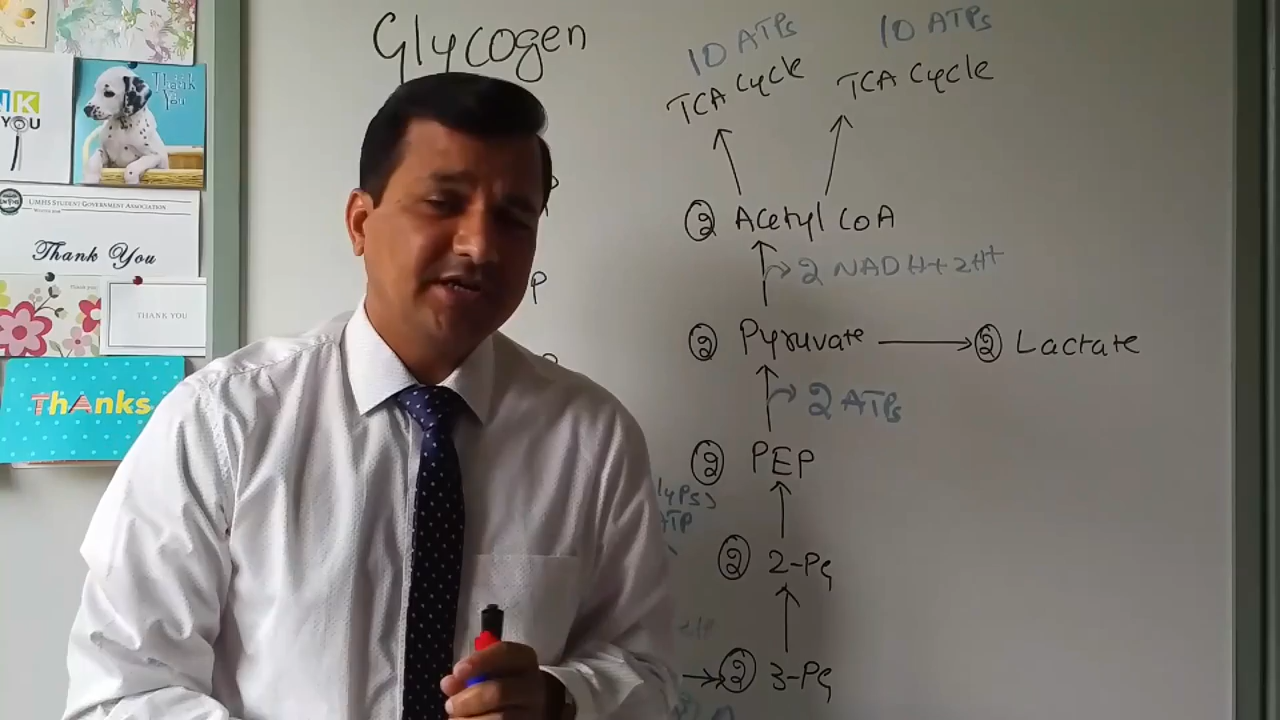 Glycogen
10 ATPs
10 ATPs
TCA Cycle
TCA Cycle
② Acetyl CoA
2 NADH+2H+
② Pyruvate → ② Lactate
2 ATPs
② PEP
② 2-PG
→ ② 3-PG
P
P
ATP
Thank You
NK
YOU
UMHS STUDENT GOVERNMENT ASSOCIATION
Thank You
THANK YOU
Thanks